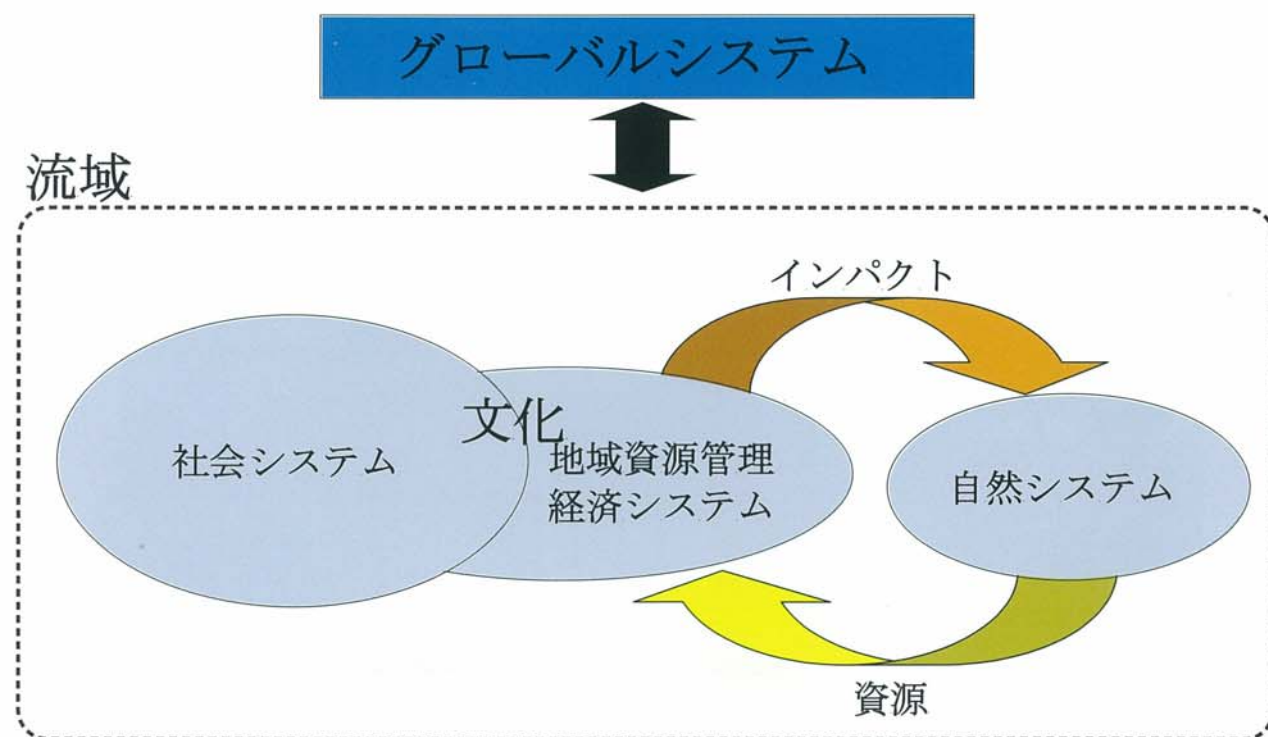 グローバルシステム
流域
インパクト
文化
社会システム
地域資源管理
経済システム
自然システム
資源